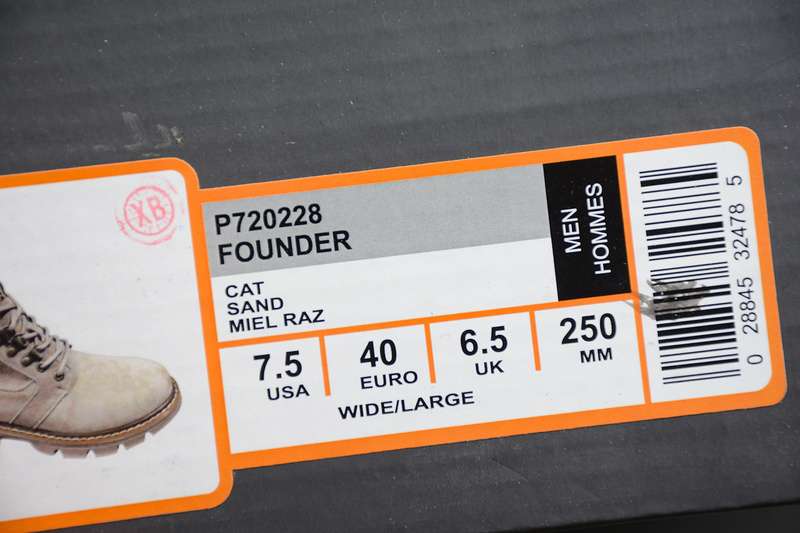 XB
P720228
FOUNDER
MEN
HOMMES
CAT
SAND
MIEL RAZ
7.5
USA
40
EURO
6.5
UK
250
MM
WIDE/LARGE
0 28845 32478 5